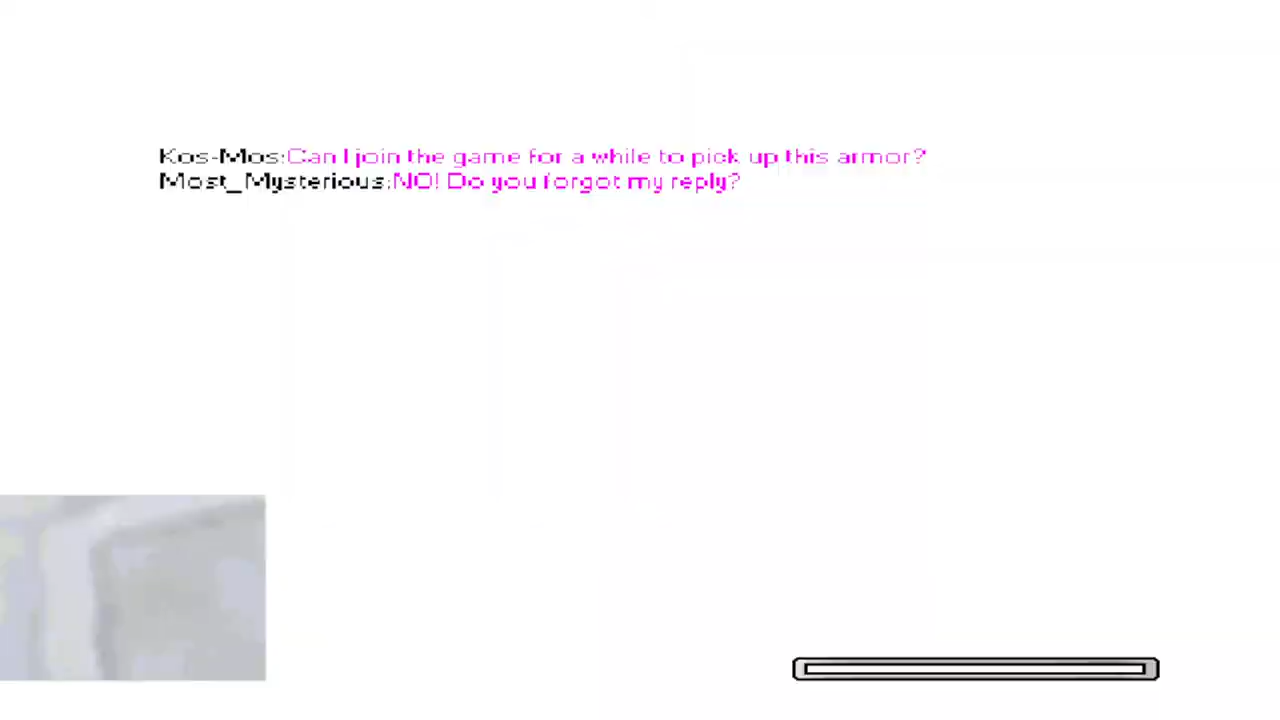 Kos-Mos:Can I join the game for a while to pick up this armor?
Most_Mysterious:NO! Do you forgot my reply?